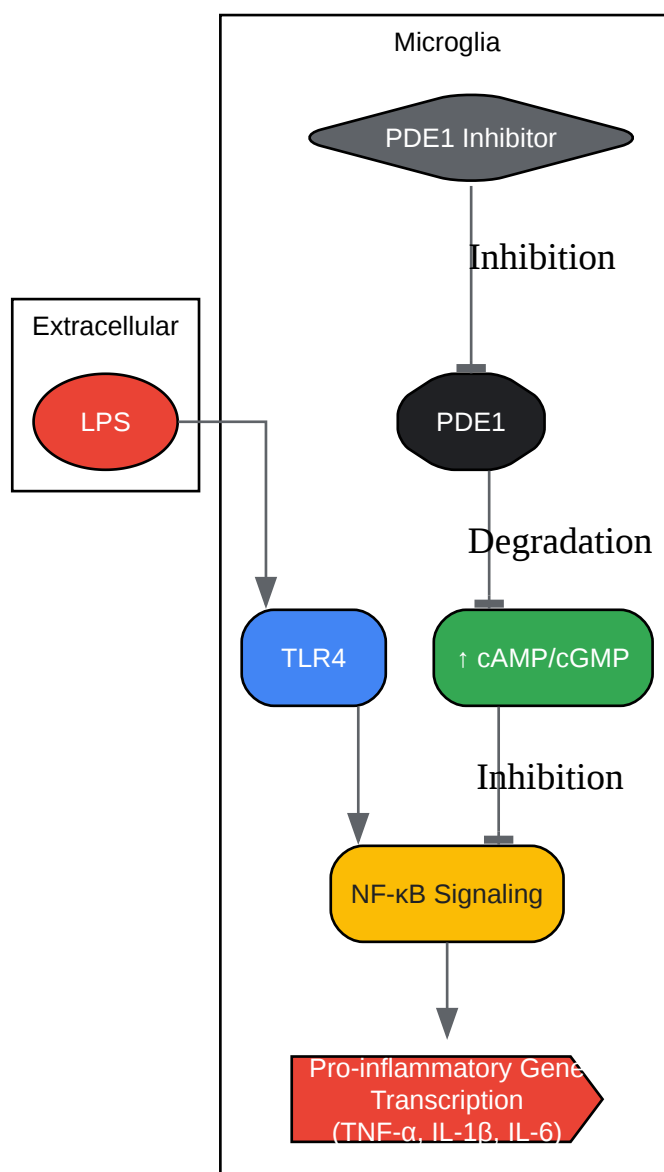 Microglia
PDE1 Inhibitor
Inhibition
Extracellular
LPS
PDE1
Degradation
TLR4
↑ cAMP/cGMP
Inhibition
NF-κB Signaling
Pro-inflammatory Gene
Transcription
(TNF-α, IL-1β, IL-6)